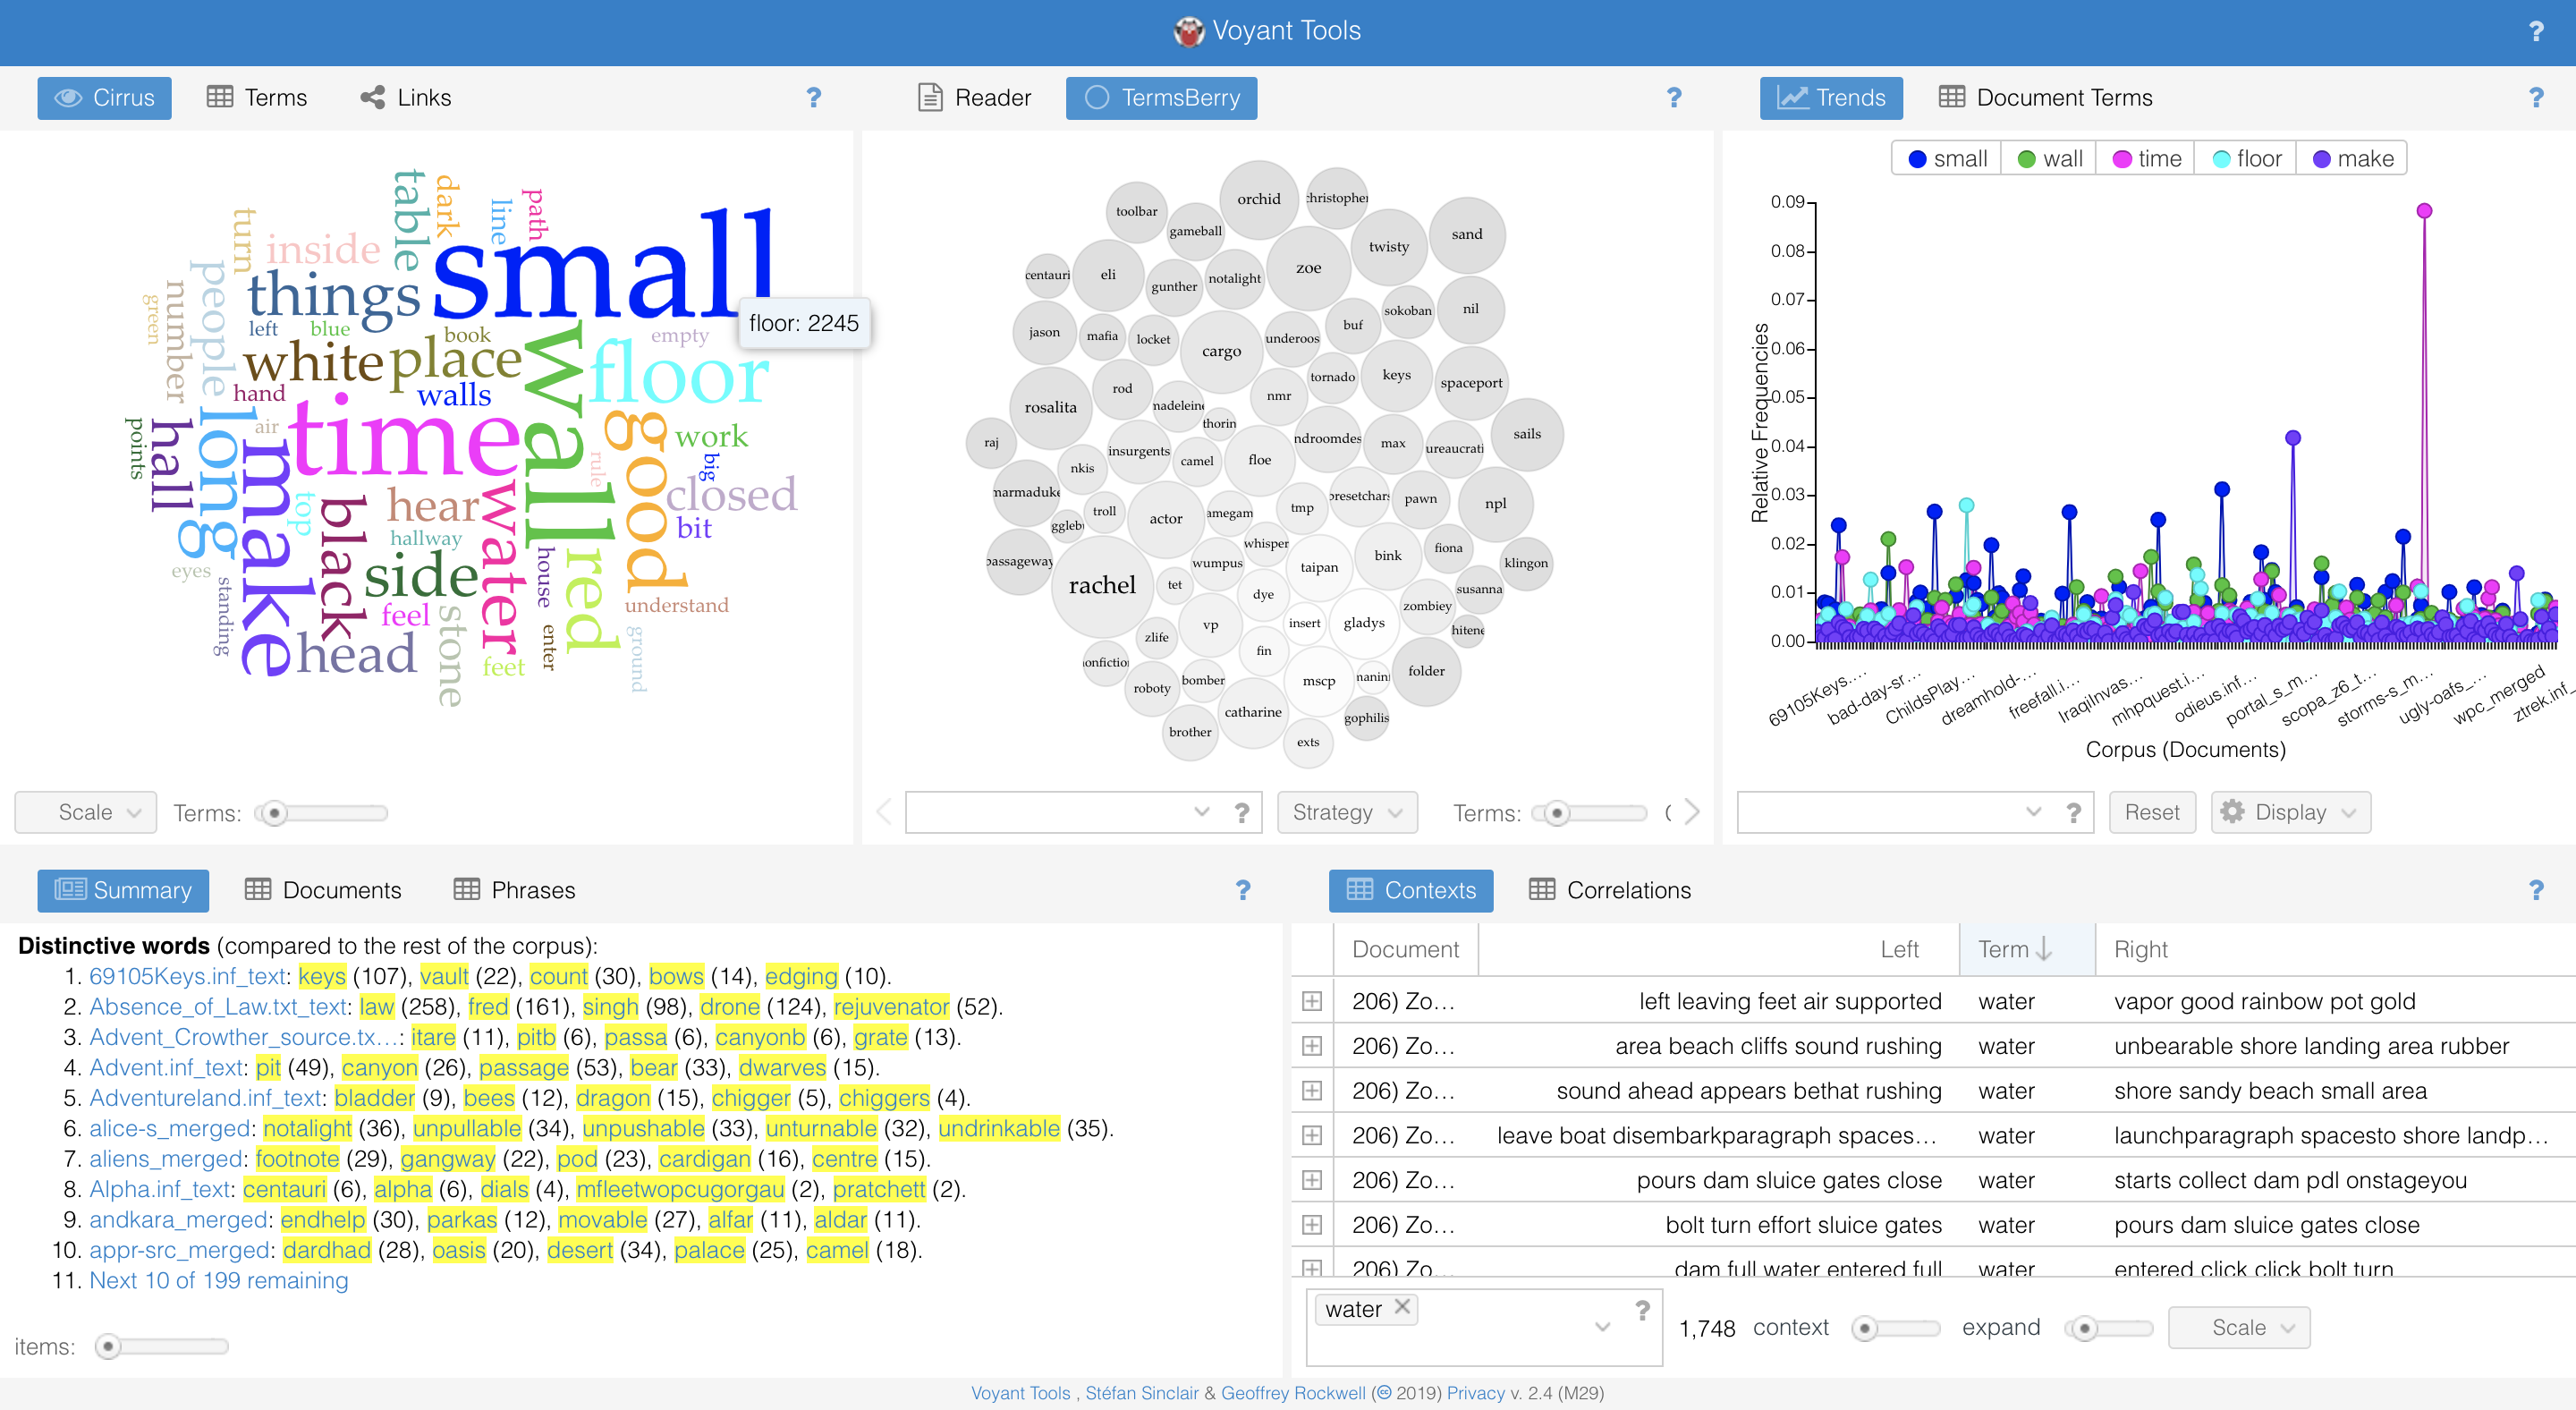 Voyant Tools ?
Cirrus Terms Links ?
Reader TermsBerry ?
Trends Document Terms ?
table
dark
line
path
turn
inside
small
people
things
number
green
left
blue
book
empty
floor: 2245
white
place
wall
floor
hand
walls
time
long
air
good
work
points
hall
make
rule
big
closed
top
black
hear
water
bit
hallway
eyes
side
house
red
standing
feel
stone
understand
enter
head
feet
ground
Scale Terms:
orchid
christopher
toolbar
gameball
twisty
sand
zoe
centauri
eli
gunther
notalight
sokoban
nil
jason
mafia
locket
underoos
buf
cargo
tornado
keys
spaceport
rod
nmr
rosalita
madeleine
thorin
raj
insurgents
ndroomdes
max
ureaucrati
sails
nkis
camel
floe
marmaduke
presetchars
pawn
npl
troll
actor
amegam
tmp
ggleb
whisper
passageway
wumpus
taipan
bink
fiona
klingon
rachel
tet
dye
susanna
zombiey
vp
insert
gladys
hitene
zlife
fin
nonfiction
bomber
mscp
manini
folder
roboty
catharine
gophilis
brother
exts
? Strategy Terms:
small wall time floor make
Relative Frequencies
0.09
0.08
0.07
0.06
0.05
0.04
0.03
0.02
0.01
0.00
69105Keys.… bad-day-sr… ChildsPlay… dreamhold-… freefall.i… IraqiInvas… mhpquest.i… odieus.inf… portal_s_m… scopa_z6_t… storms-s_m… ugly-oafs_… wpc_merged ztrek.inf_
Corpus (Documents)
? Reset Display
Summary Documents Phrases ?
Distinctive words (compared to the rest of the corpus):
1. 69105Keys.inf_text: keys (107), vault (22), count (30), bows (14), edging (10).
2. Absence_of_Law.txt_text: law (258), fred (161), singh (98), drone (124), rejuvenator (52).
3. Advent_Crowther_source.tx…: itare (11), pitb (6), passa (6), canyonb (6), grate (13).
4. Advent.inf_text: pit (49), canyon (26), passage (53), bear (33), dwarves (15).
5. Adventureland.inf_text: bladder (9), bees (12), dragon (15), chigger (5), chiggers (4).
6. alice-s_merged: notalight (36), unpullable (34), unpushable (33), unturnable (32), undrinkable (35).
7. aliens_merged: footnote (29), gangway (22), pod (23), cardigan (16), centre (15).
8. Alpha.inf_text: centauri (6), alpha (6), dials (4), mfleetwopcugorgau (2), pratchett (2).
9. andkara_merged: endhelp (30), parkas (12), movable (27), alfar (11), aldar (11).
10. appr-src_merged: dardhad (28), oasis (20), desert (34), palace (25), camel (18).
11. Next 10 of 199 remaining
items:
Contexts Correlations ?
Document Left Term Right
206) Zo… left leaving feet air supported water vapor good rainbow pot gold
206) Zo… area beach cliffs sound rushing water unbearable shore landing area rubber
206) Zo… sound ahead appears bethat rushing water shore sandy beach small area
206) Zo… leave boat disembarkparagraph spaces… water launchparagraph spacesto shore landp…
206) Zo… pours dam sluice gates close water starts collect dam pdl onstageyou
206) Zo… bolt turn effort sluice gates water pours dam sluice gates close
206) Zo… dam full water entered full water entered click click bolt turn
water ? 1,748 context expand Scale
Voyant Tools , Stéfan Sinclair & Geoffrey Rockwell (🅭 2019) Privacy v. 2.4 (M29)